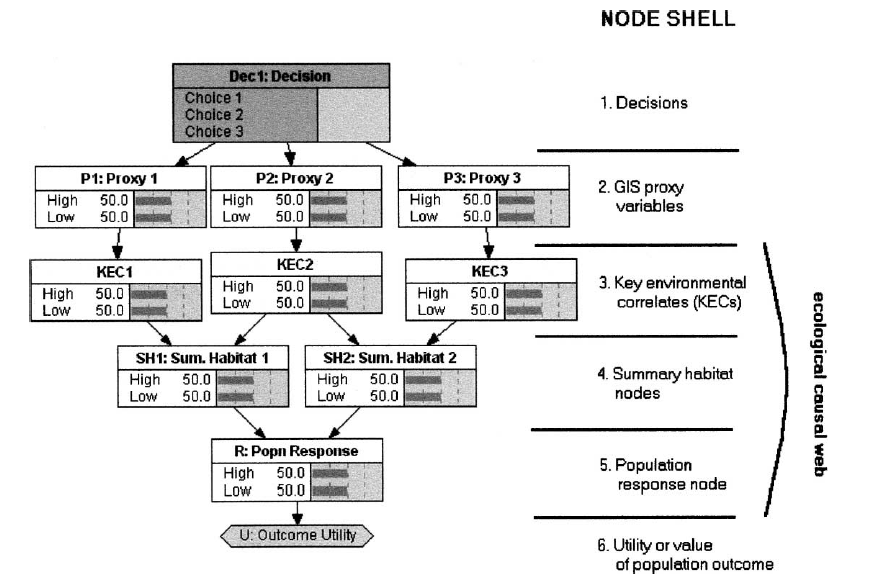 NODE SHELL
Dec1: Decision
Choice 1
Choice 2
Choice 3
1. Decisions
P1: Proxy 1
High 50.0
Low 50.0
P2: Proxy 2
High 50.0
Low 50.0
P3: Proxy 3
High 50.0
Low 50.0
2. GIS proxy
variables
KEC1
High 50.0
Low 50.0
KEC2
High 50.0
Low 50.0
KEC3
High 50.0
Low 50.0
3. Key environmental
correlates (KECs)
SH1: Sum. Habitat 1
High 50.0
Low 50.0
SH2: Sum. Habitat 2
High 50.0
Low 50.0
4. Summary habitat
nodes
R: Popn Response
High 50.0
Low 50.0
5. Population
response node
U: Outcome Utility
6. Utility or value
of population outcome
ecological causal web